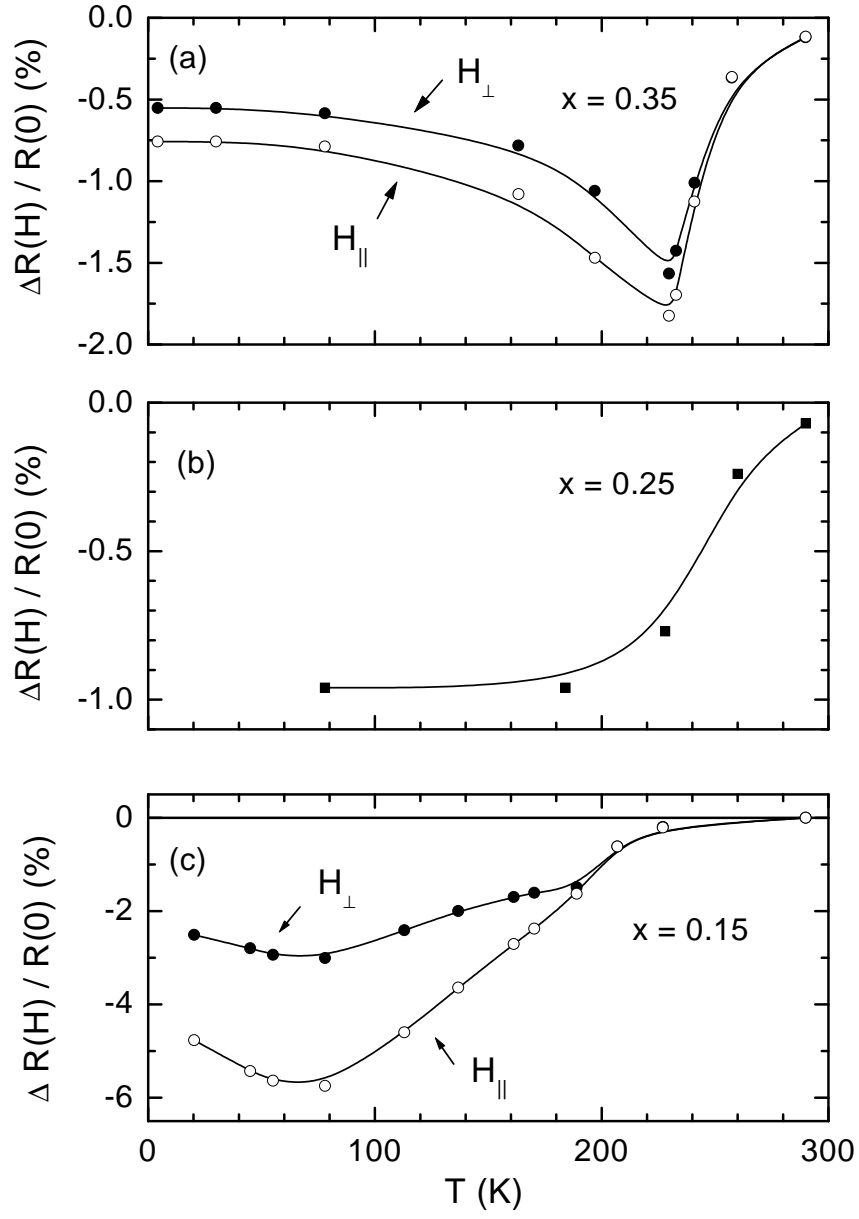 0.0
-0.5
-1.0
-1.5
-2.0
ΔR(H) / R(0) (%)
(a)
H⊥
x = 0.35
H||
0.0
-0.5
-1.0
ΔR(H) / R(0) (%)
(b)
x = 0.25
0
-2
-4
-6
Δ R(H) / R(0) (%)
(c)
H⊥
x = 0.15
H||
0 100 200 300
T (K)